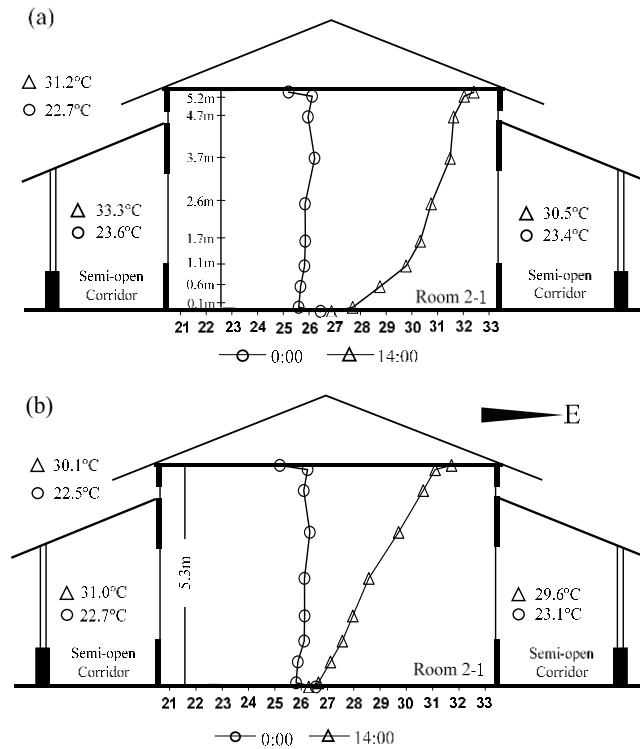 (a)
△ 31.2°C
○ 22.7°C
5.2m
4.7m
3.7m
2.6m
1.7m
1.1m
0.6m
0.1m
△ 33.3°C
○ 23.6°C
Semi-open
Corridor
△ 30.5°C
○ 23.4°C
Semi-open
Corridor
Room 2-1
21 22 23 24 25 26 27 28 29 30 31 32 33
0:00 14:00
(b)
E
△ 30.1°C
○ 22.5°C
5.3m
△ 31.0°C
○ 22.7°C
Semi-open
Corridor
△ 29.6°C
○ 23.1°C
Semi-open
Corridor
Room 2-1
21 22 23 24 25 26 27 28 29 30 31 32 33
0:00 14:00